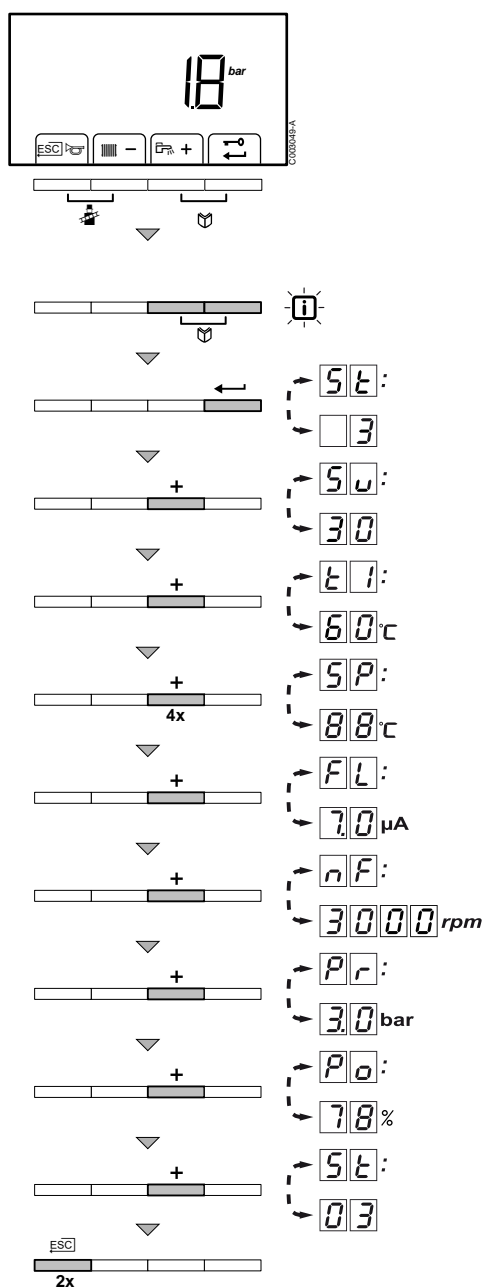 1.8 bar
ESC - + 
C003049-A
i
St:
3
+
Su:
30
+
t1:
60°C
+
4x
SP:
88°C
+
FL:
7.0 µA
+
nF:
3000 rpm
+
Pr:
3.0 bar
+
Po:
78%
+
St:
03
ESC
2x